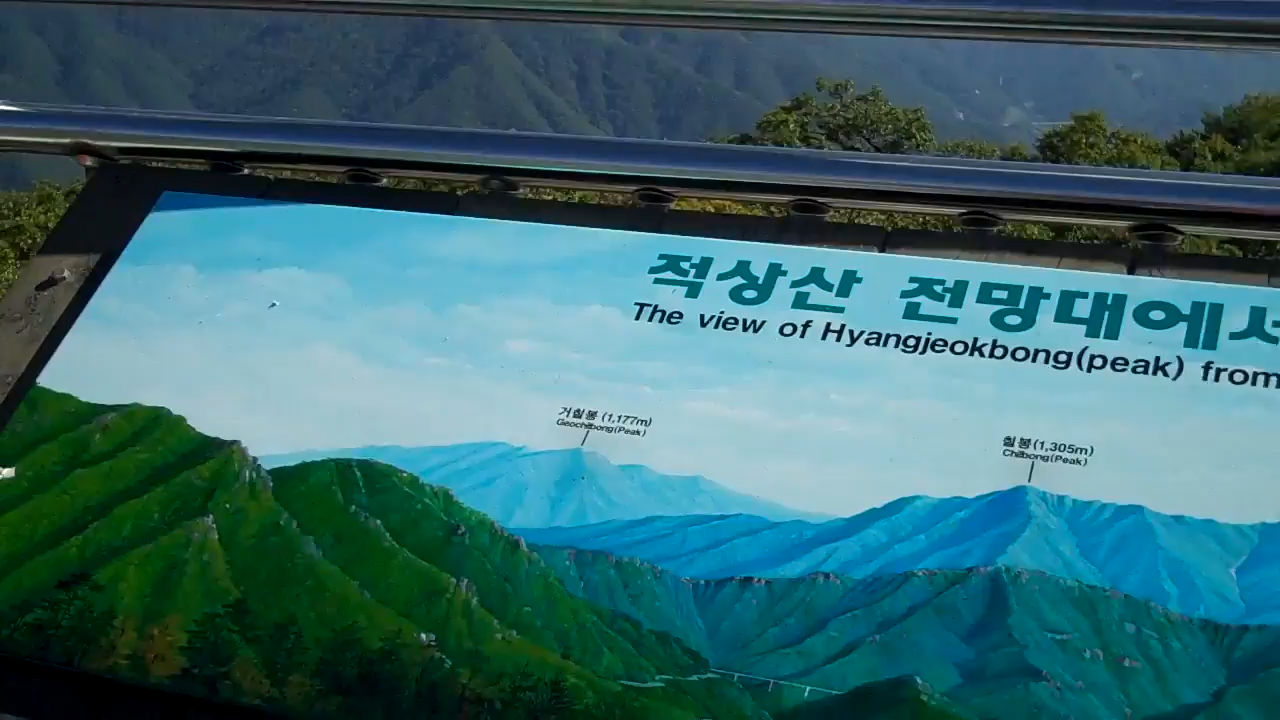 적상산 전망대에서
The view of Hyangjeokbong(peak) from
거칠봉 (1,177m)
Geochilbong(Peak)
칠봉(1,305m)
Chilbong(Peak)